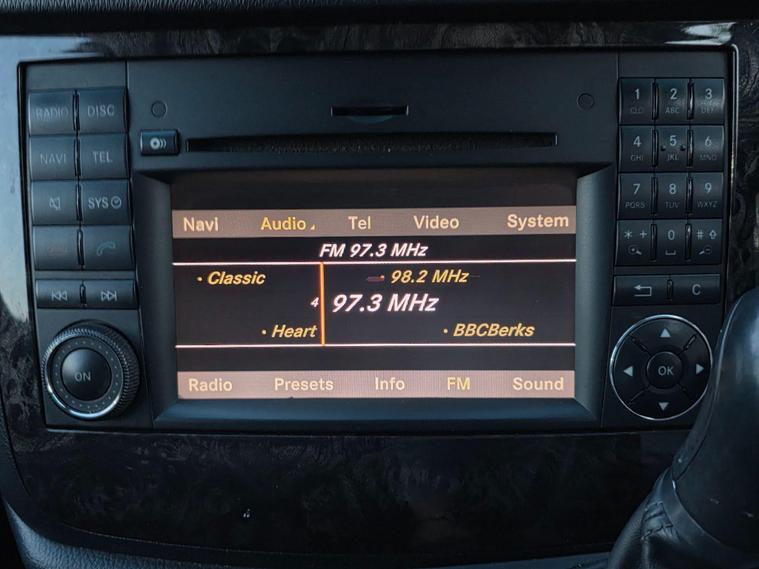 RADIO DISC
NAVI TEL
SYS
ON
1 2 3
CLD ABC DEF
4 5 6
GHI JKL MNO
7 8 9
PQRS TUV WXYZ
* + 0 # ⇧
C
OK
Navi Audio Tel Video System
FM 97.3 MHz
• Classic • 98.2 MHz
4 97.3 MHz
• Heart • BBCBerks
Radio Presets Info FM Sound